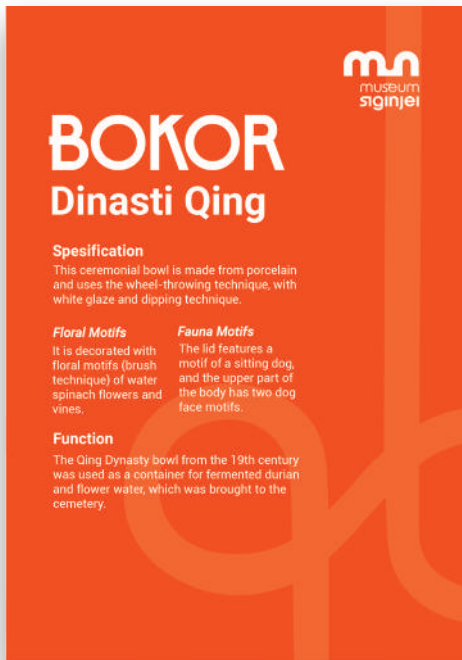 museum
siginjei
BOKOR
Dinasti Qing
Spesification
This ceremonial bowl is made from porcelain
and uses the wheel-throwing technique, with
white glaze and dipping technique.
Floral Motifs
It is decorated with
floral motifs (brush
technique) of water
spinach flowers and
vines.
Fauna Motifs
The lid features a
motif of a sitting dog,
and the upper part of
the body has two dog
face motifs.
Function
The Qing Dynasty bowl from the 19th century
was used as a container for fermented durian
and flower water, which was brought to the
cemetery.